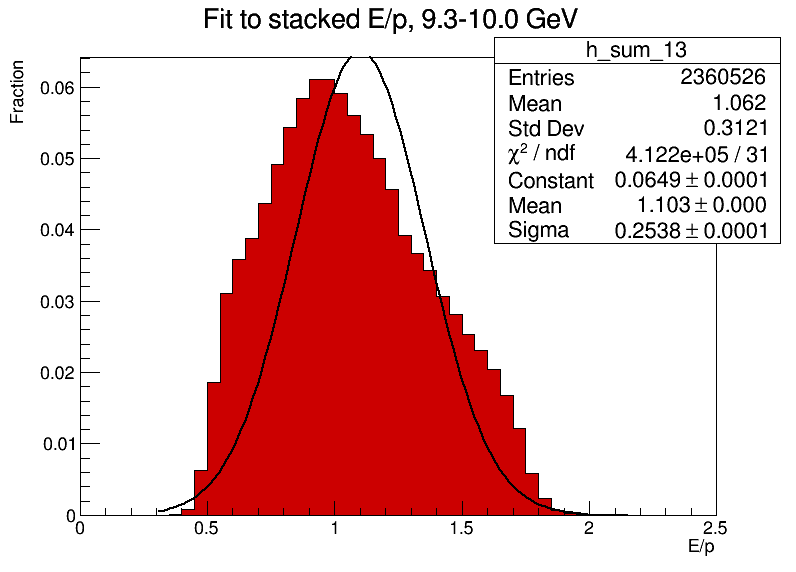 Fit to stacked E/p, 9.3-10.0 GeV
h_sum_13
Entries 2360526
Mean 1.062
Std Dev 0.3121
χ² / ndf 4.122e+05 / 31
Constant 0.0649 ± 0.0001
Mean 1.103 ± 0.000
Sigma 0.2538 ± 0.0001
Fraction
0.06
0.05
0.04
0.03
0.02
0.01
0
0 0.5 1 1.5 2 2.5
E/p